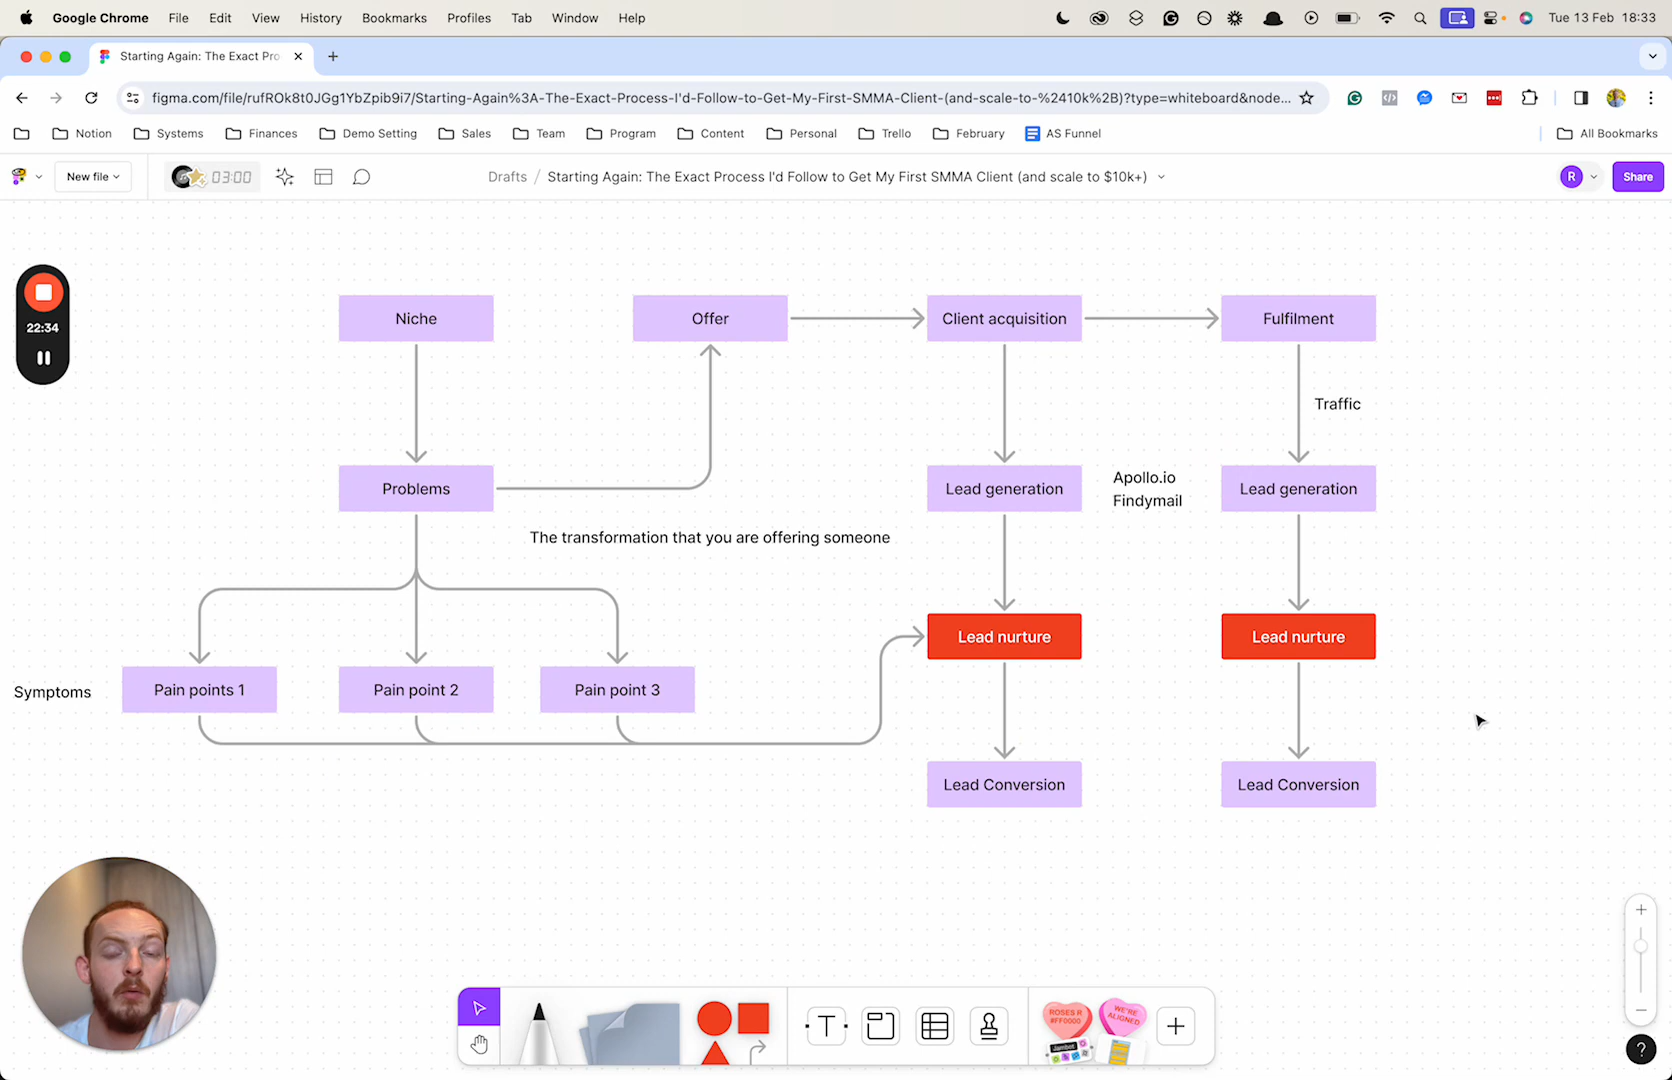 Google Chrome File Edit View History Bookmarks Profiles Tab Window Help Tue 13 Feb 18:33
Starting Again: The Exact Pro
figma.com/file/rufROk8t0JGg1YbZpib9i7/Starting-Again%3A-The-Exact-Process-I'd-Follow-to-Get-My-First-SMMA-Client-(and-scale-to-%2410k%2B)?type=whiteboard&node...
Notion Systems Finances Demo Setting Sales Team Program Content Personal Trello February AS Funnel All Bookmarks
New file 03:00 Drafts / Starting Again: The Exact Process I'd Follow to Get My First SMMA Client (and scale to $10k+) R Share
22:34
Niche Offer Client acquisition Fulfilment
Traffic
Problems Lead generation Apollo.io Lead generation
Findymail
The transformation that you are offering someone
Lead nurture Lead nurture
Symptoms Pain points 1 Pain point 2 Pain point 3
Lead Conversion Lead Conversion
T
ROSES R
#FF0000
WE'RE
ALIGNED
Jambot
?